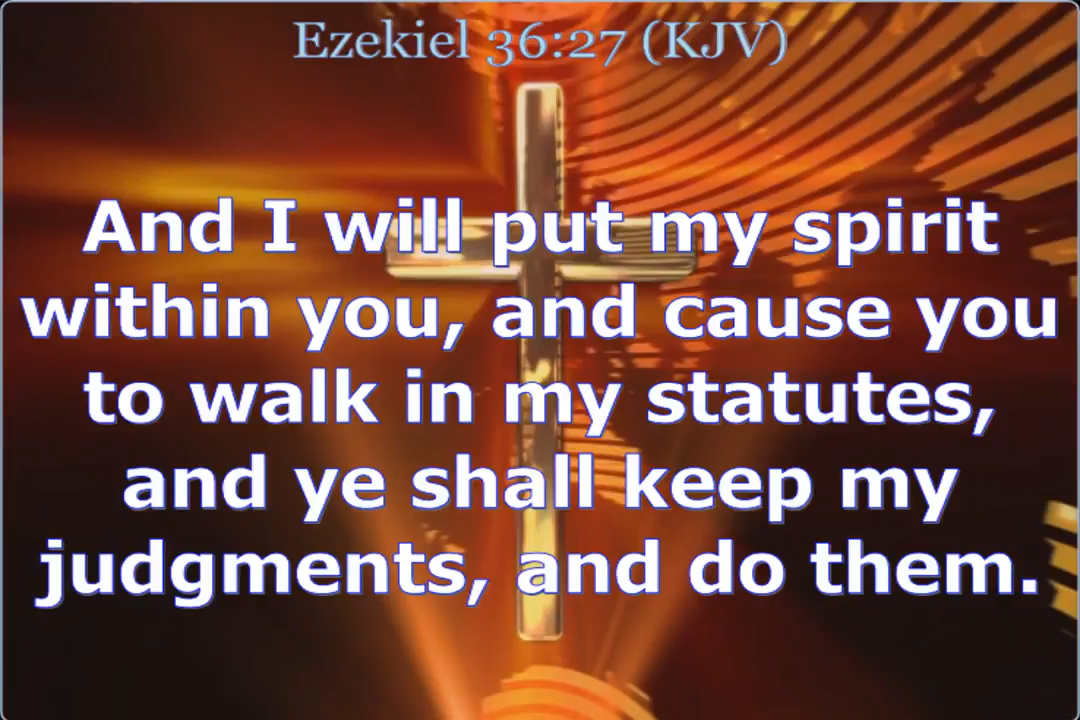 Ezekiel 36:27 (KJV)
And I will put my spirit
within you, and cause you
to walk in my statutes,
and ye shall keep my
judgments, and do them.